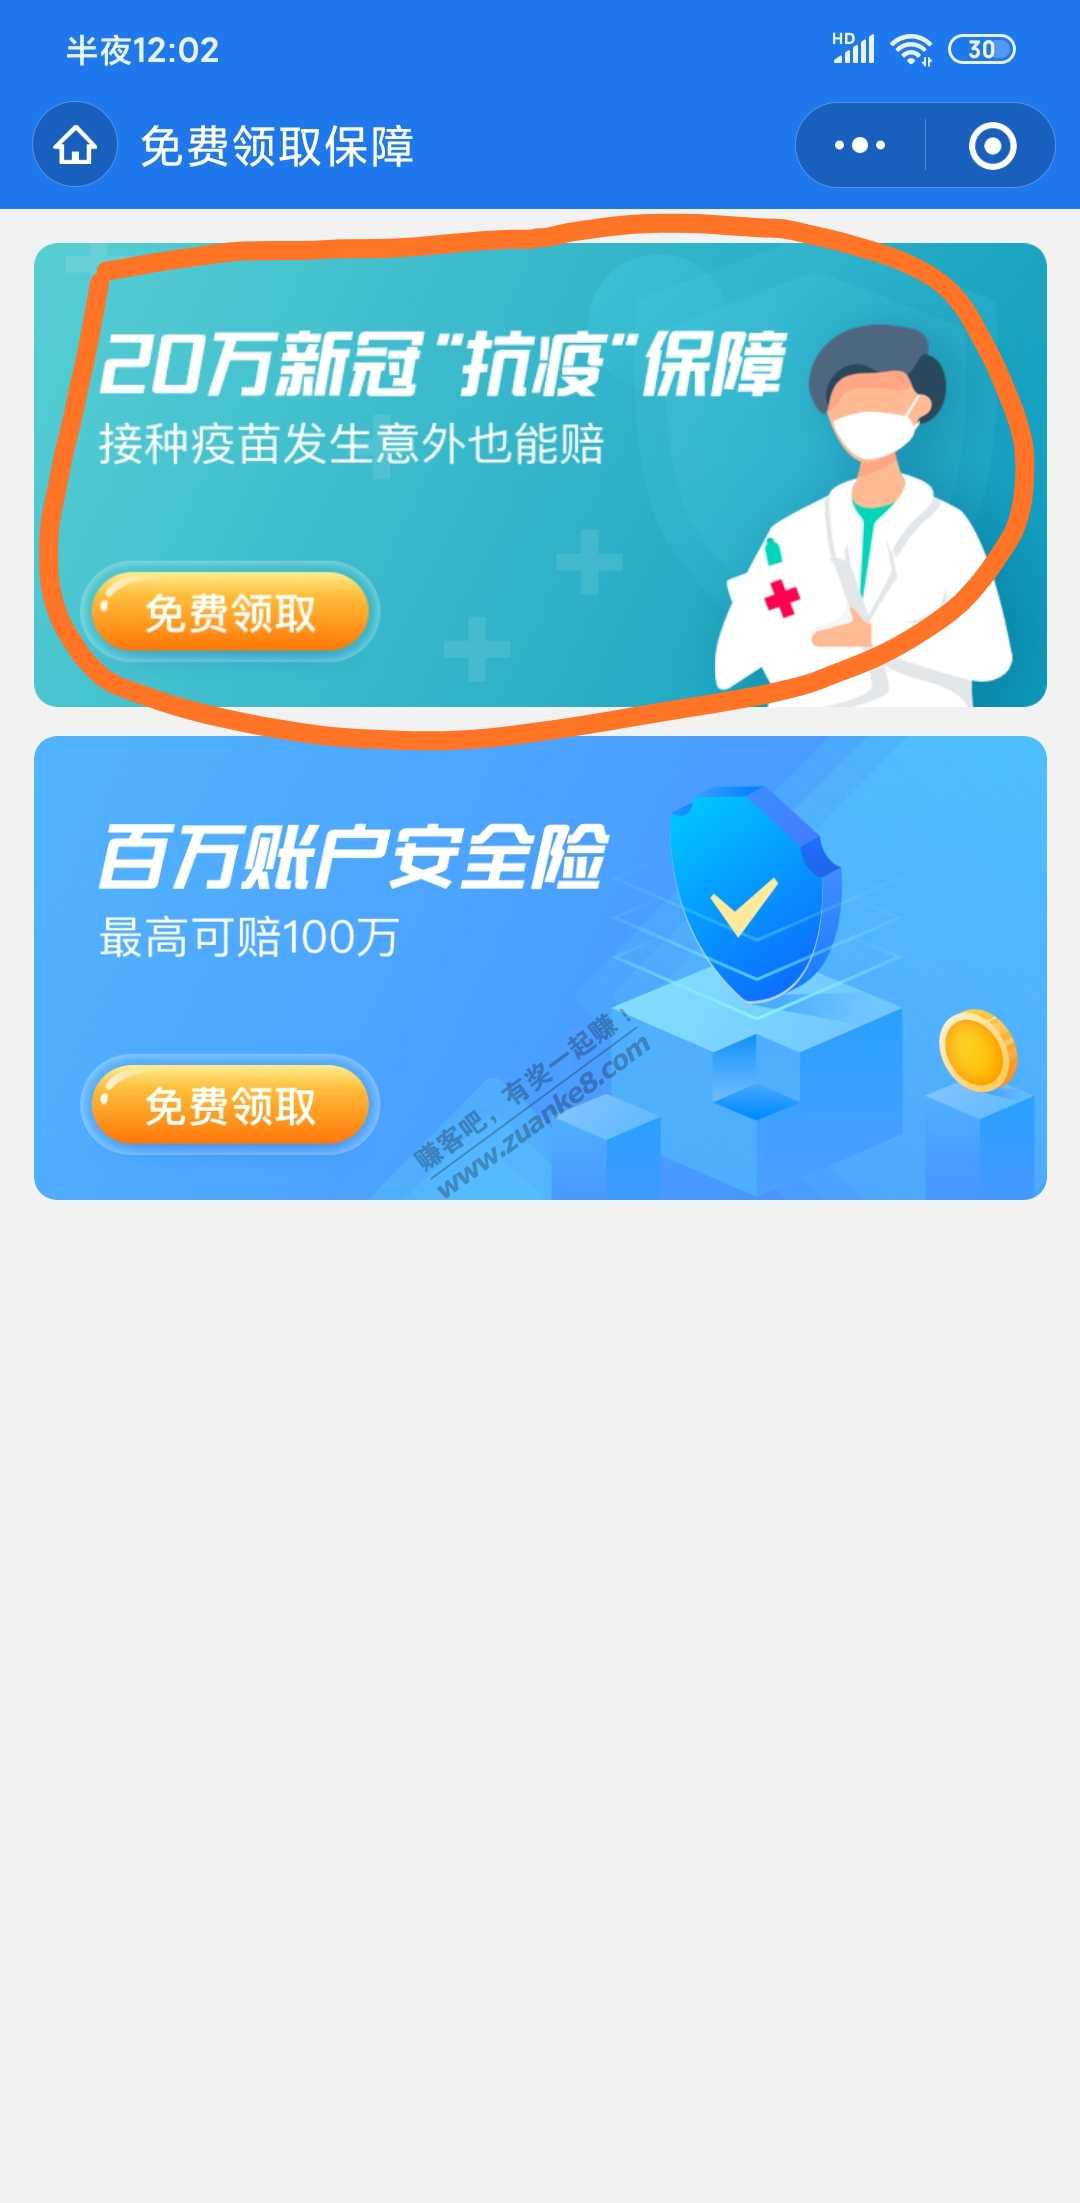 半夜12:02
HD
30
免费领取保障
20万新冠"抗疫"保障
接种疫苗发生意外也能赔
免费领取
百万账户安全险
最高可赔100万
免费领取
赚客吧，有奖一起赚！
www.zuanke8.com